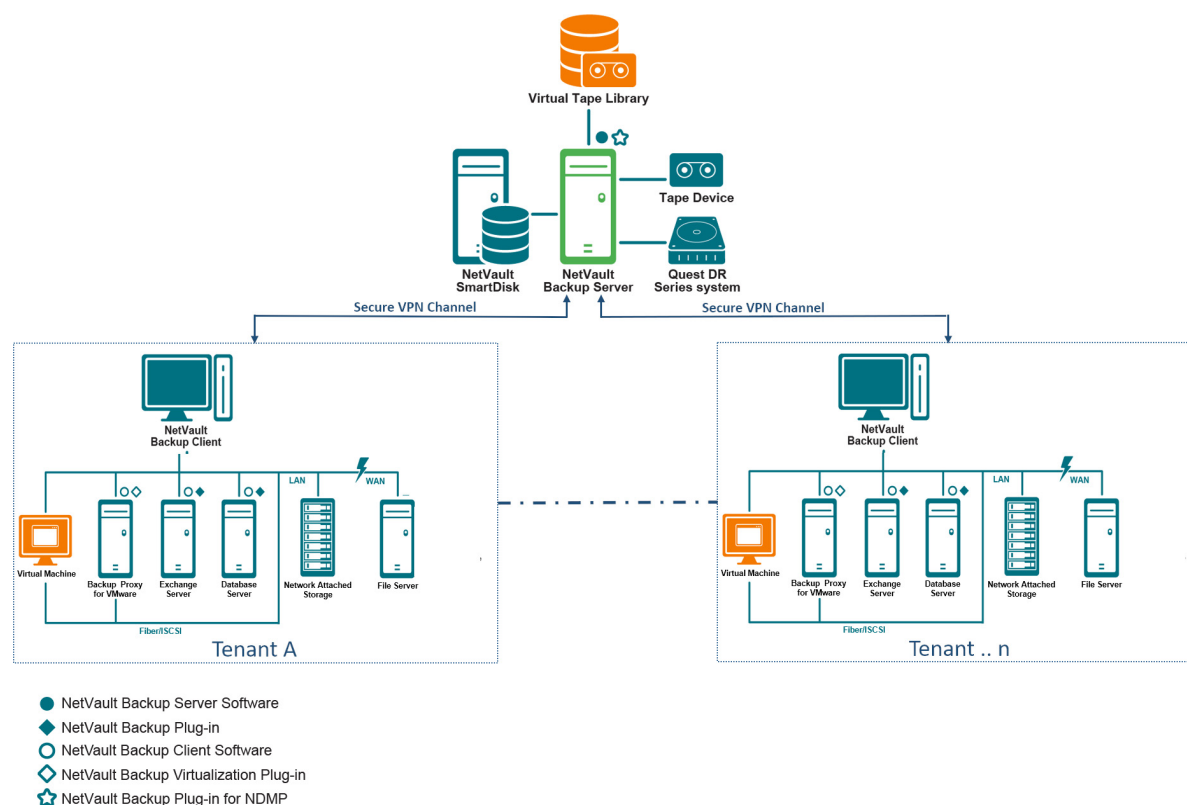 Virtual Tape Library
Tape Device
NetVault
SmartDisk
NetVault
Backup Server
Quest DR
Series system
Secure VPN Channel
Secure VPN Channel
NetVault
Backup Client
LAN
WAN
Virtual Machine
Backup Proxy
for VMware
Exchange
Server
Database
Server
Network Attached
Storage
File Server
Fiber/ISCSI
Tenant A
NetVault
Backup Client
LAN
WAN
Virtual Machine
Backup Proxy
for VMware
Exchange
Server
Database
Server
Network Attached
Storage
File Server
Fiber/ISCSI
Tenant .. n
NetVault Backup Server Software
NetVault Backup Plug-in
NetVault Backup Client Software
NetVault Backup Virtualization Plug-in
NetVault Backup Plug-in for NDMP